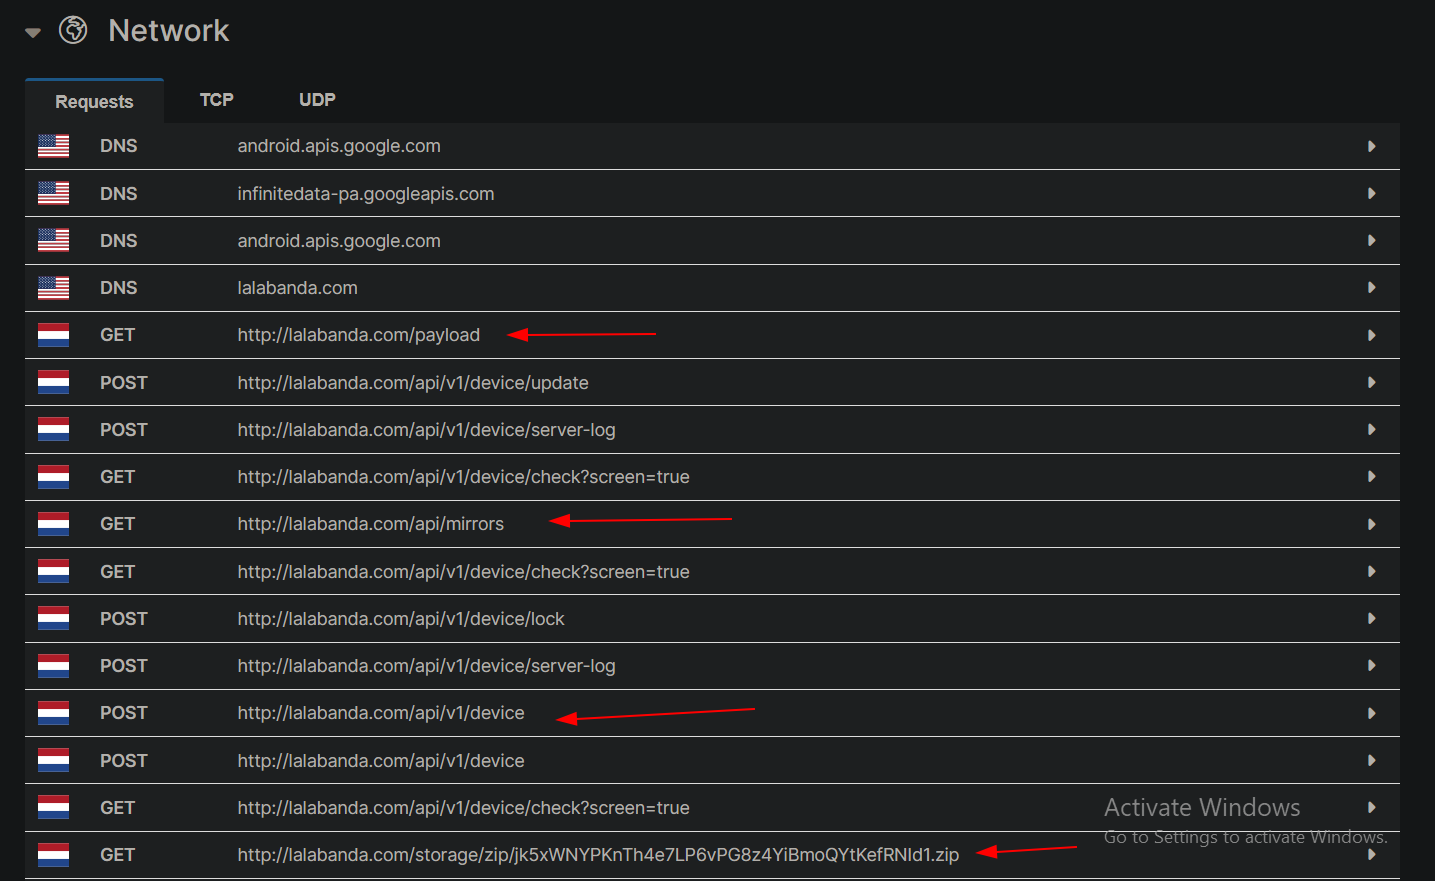 Network
Requests TCP UDP
DNS android.apis.google.com
DNS infinitedata-pa.googleapis.com
DNS android.apis.google.com
DNS lalabanda.com
GET http://lalabanda.com/payload
POST http://lalabanda.com/api/v1/device/update
POST http://lalabanda.com/api/v1/device/server-log
GET http://lalabanda.com/api/v1/device/check?screen=true
GET http://lalabanda.com/api/mirrors
GET http://lalabanda.com/api/v1/device/check?screen=true
POST http://lalabanda.com/api/v1/device/lock
POST http://lalabanda.com/api/v1/device/server-log
POST http://lalabanda.com/api/v1/device
POST http://lalabanda.com/api/v1/device
GET http://lalabanda.com/api/v1/device/check?screen=true
Activate Windows
Go to Settings to activate Windows.
GET http://lalabanda.com/storage/zip/jk5xWNYPKnTh4e7LP6vPG8z4YiBmoQYtKefRNId1.zip